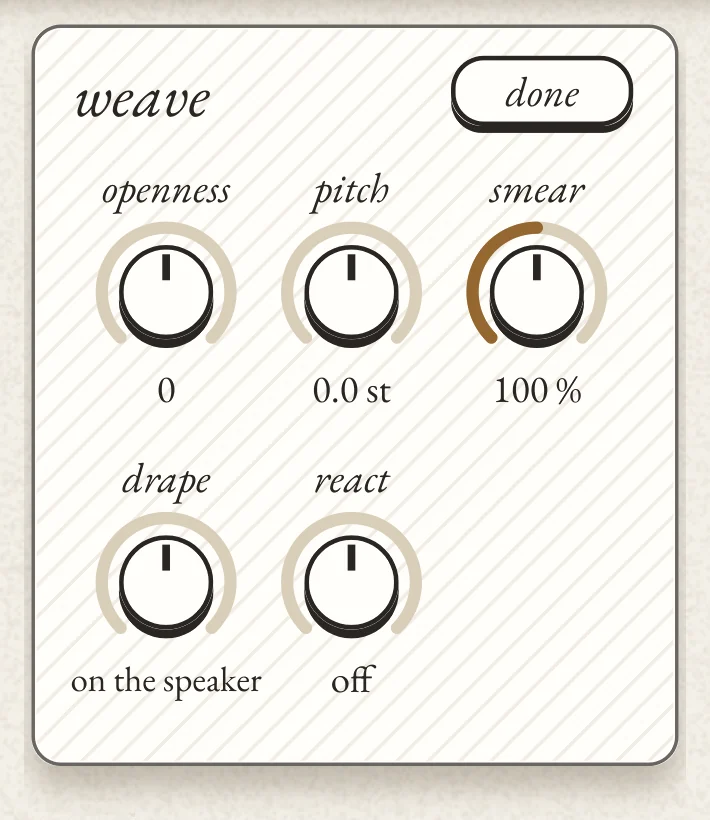 weave
done
openness pitch smear
0 0.0 st 100 %
drape react
on the speaker off